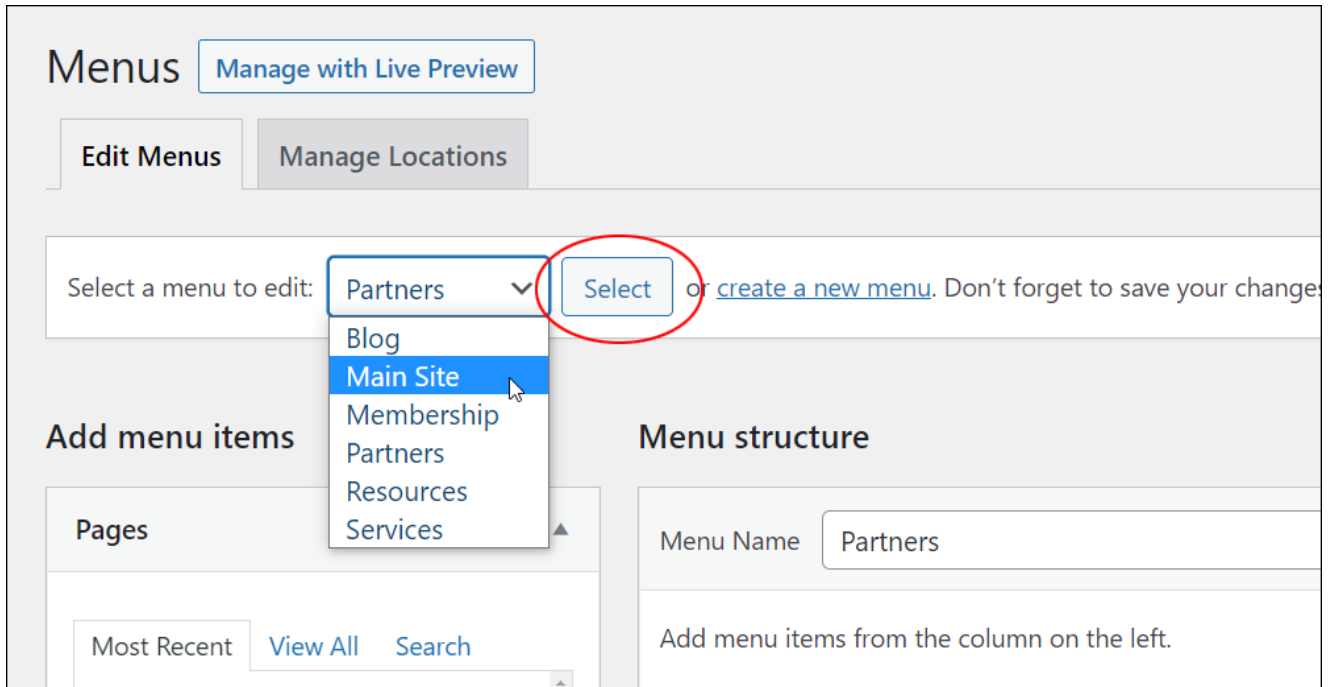 Menus Manage with Live Preview
Edit Menus Manage Locations
Select a menu to edit: Partners Select or create a new menu. Don’t forget to save your changes
Blog
Main Site
Membership
Partners
Resources
Services
Add menu items
Pages
Most Recent View All Search
Menu structure
Menu Name Partners
Add menu items from the column on the left.